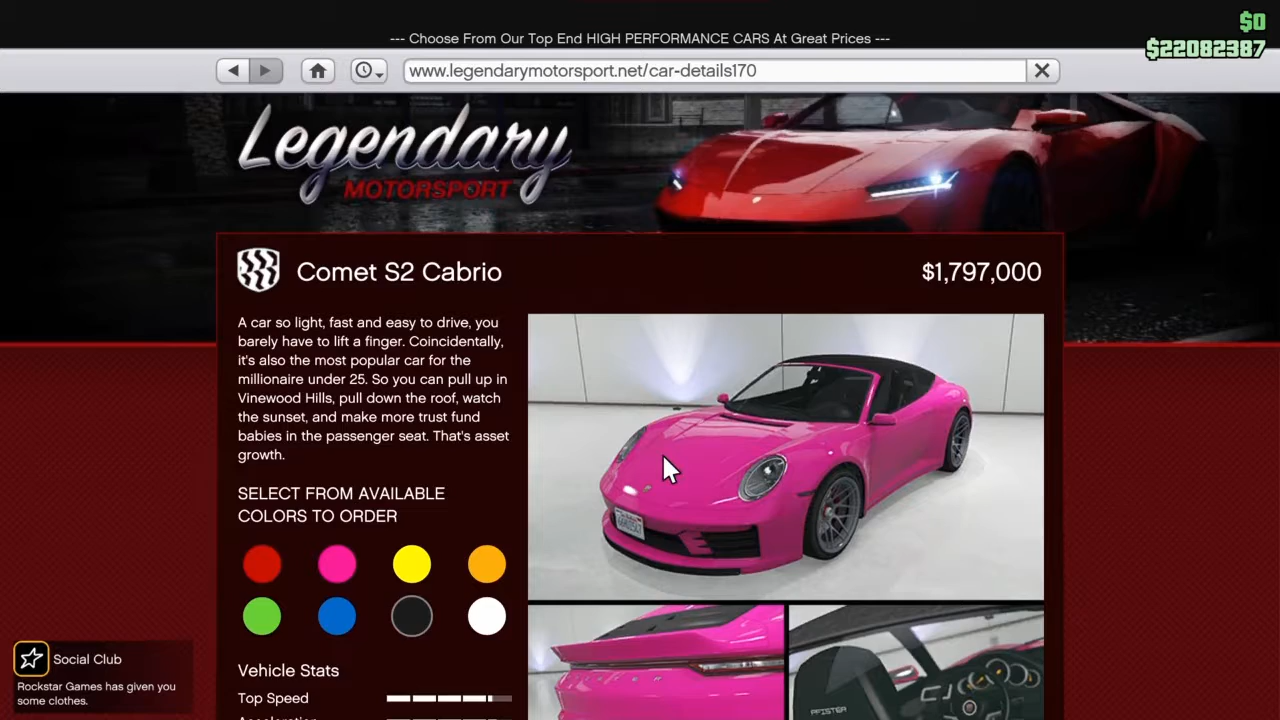 --- Choose From Our Top End HIGH PERFORMANCE CARS At Great Prices ---
$0
$22082387
www.legendarymotorsport.net/car-details170
Legendary
MOTORSPORT
Comet S2 Cabrio
$1,797,000
A car so light, fast and easy to drive, you
barely have to lift a finger. Coincidentally,
it's also the most popular car for the
millionaire under 25. So you can pull up in
Vinewood Hills, pull down the roof, watch
the sunset, and make more trust fund
babies in the passenger seat. That's asset
growth.
SELECT FROM AVAILABLE
COLORS TO ORDER
Vehicle Stats
Top Speed
Acceleration
PFISTER
Social Club
Rockstar Games has given you
some clothes.